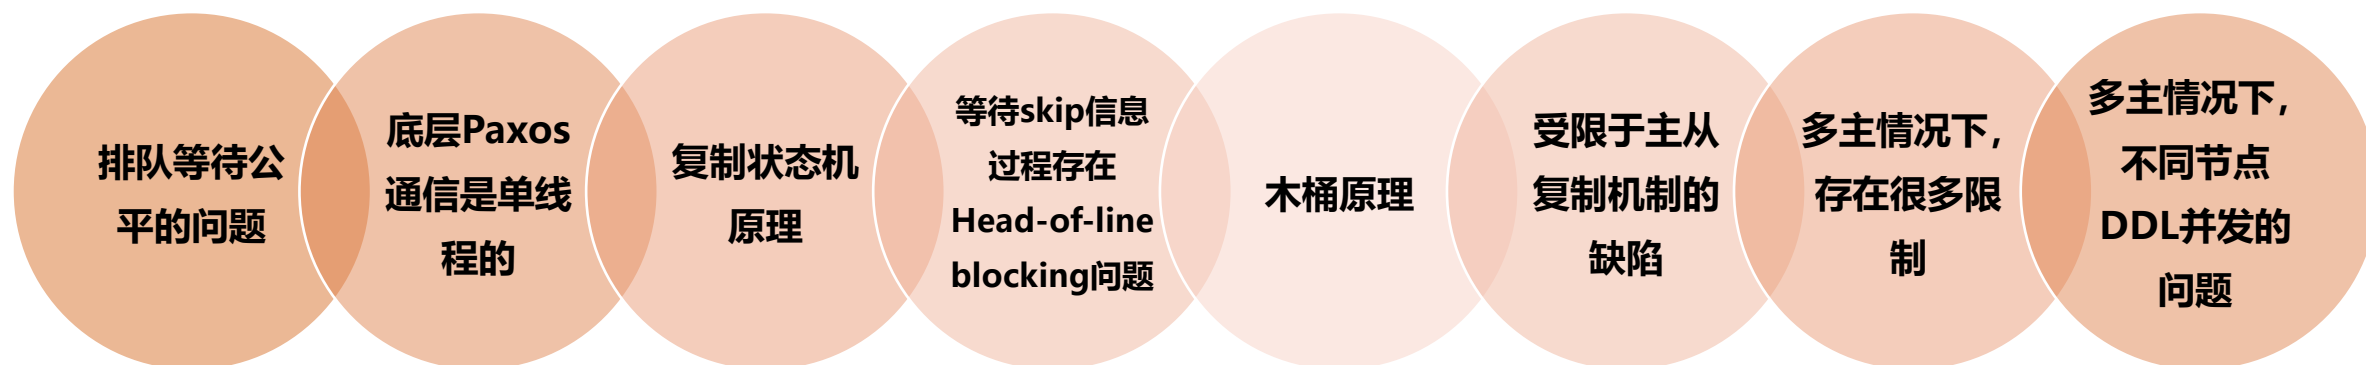 排队等待公
平的问题
底层Paxos
通信是单线
程的
复制状态机
原理
等待skip信息
过程存在
Head-of-line
blocking问题
木桶原理
受限于主从
复制机制的
缺陷
多主情况下，
存在很多限
制
多主情况下，
不同节点
DDL并发的
问题